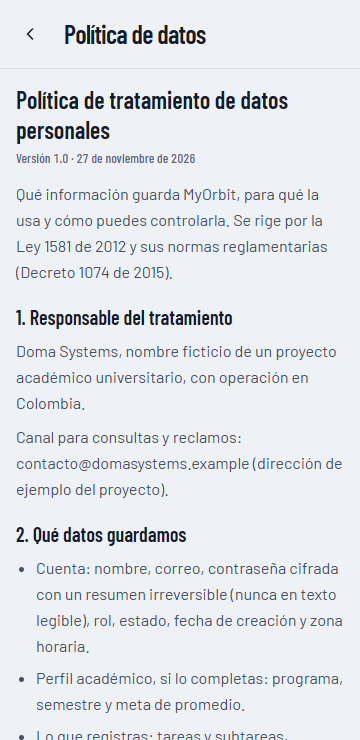 Política de datos
Política de tratamiento de datos
personales
Versión 1.0 · 27 de noviembre de 2026
Qué información guarda MyOrbit, para qué la
usa y cómo puedes controlarla. Se rige por la
Ley 1581 de 2012 y sus normas reglamentarias
(Decreto 1074 de 2015).
1. Responsable del tratamiento
Doma Systems, nombre ficticio de un proyecto
académico universitario, con operación en
Colombia.
Canal para consultas y reclamos:
contacto@domasystems.example (dirección de
ejemplo del proyecto).
2. Qué datos guardamos
• Cuenta: nombre, correo, contraseña cifrada
con un resumen irreversible (nunca en texto
legible), rol, estado, fecha de creación y zona
horaria.
• Perfil académico, si lo completas: programa,
semestre y meta de promedio.
• Lo que registras: tareas y subtareas,